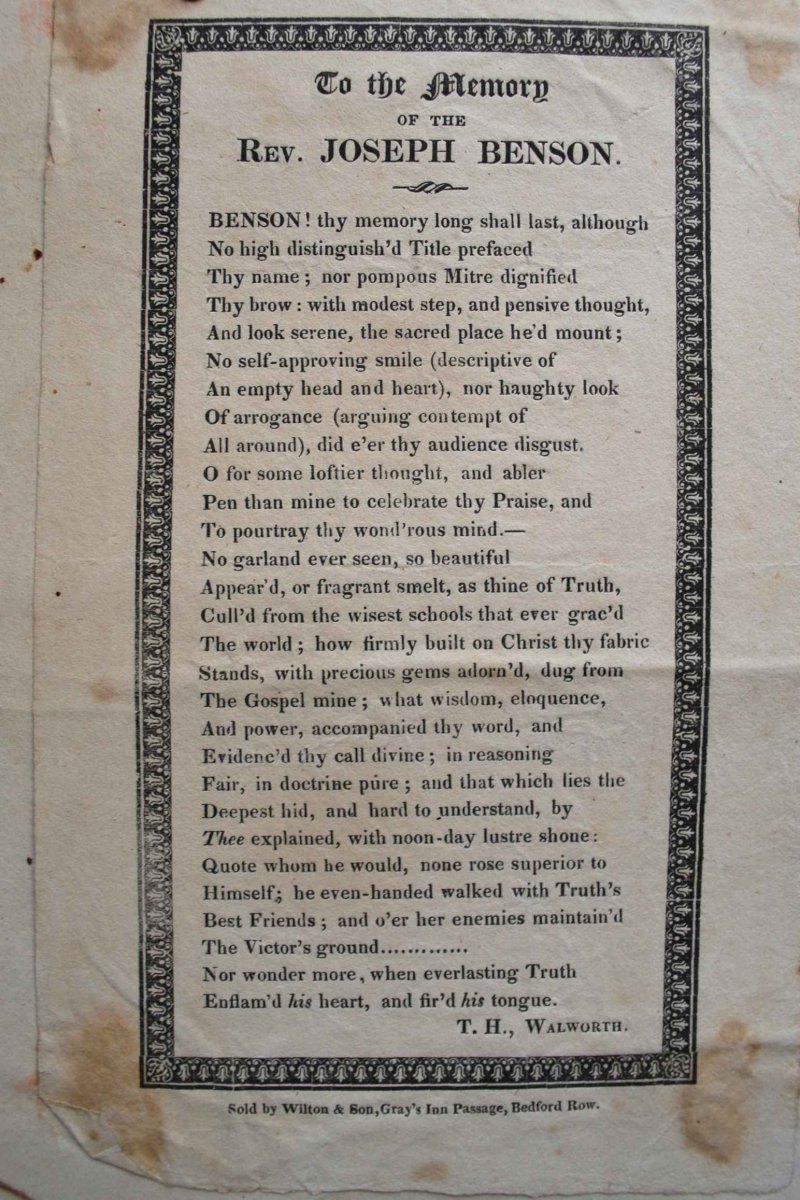 To the Memory
OF THE
REV. JOSEPH BENSON.
BENSON! thy memory long shall last, although
No high distinguish'd Title prefaced
Thy name; nor pompous Mitre dignified
Thy brow: with modest step, and pensive thought,
And look serene, the sacred place he'd mount;
No self-approving smile (descriptive of
An empty head and heart), nor haughty look
Of arrogance (arguing contempt of
All around), did e'er thy audience disgust.
O for some loftier thought, and abler
Pen than mine to celebrate thy Praise, and
To pourtray thy wond'rous mind.—
No garland ever seen, so beautiful
Appear'd, or fragrant smelt, as thine of Truth,
Cull'd from the wisest schools that ever grac'd
The world; how firmly built on Christ thy fabric
Stands, with precious gems adorn'd, dug from
The Gospel mine; what wisdom, eloquence,
And power, accompanied thy word, and
Evidenc'd thy call divine; in reasoning
Fair, in doctrine pure; and that which lies the
Deepest hid, and hard to understand, by
Thee explained, with noon-day lustre shone:
Quote whom he would, none rose superior to
Himself; he even-handed walked with Truth's
Best Friends; and o'er her enemies maintain'd
The Victor's ground.............
Nor wonder more, when everlasting Truth
Enflam'd his heart, and fir'd his tongue.
T. H., WALWORTH.
Sold by Wilton & Son, Gray's Inn Passage, Bedford Row.